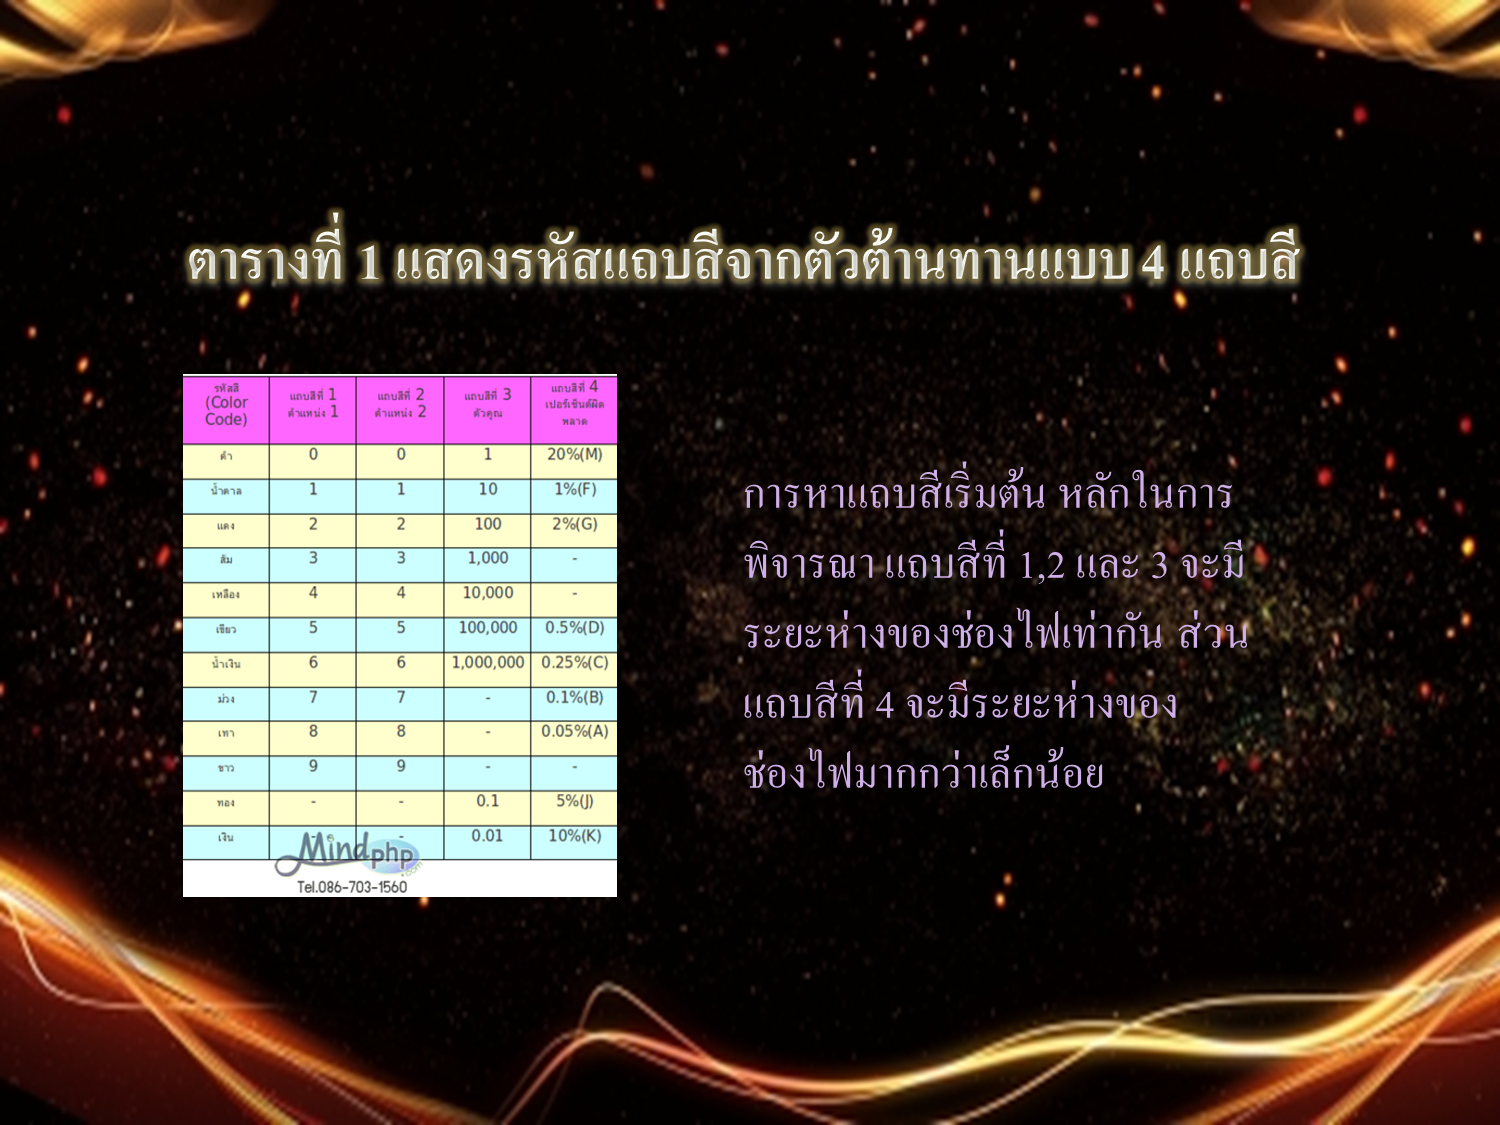 ตารางที่ 1 แสดงรหัสแถบสีจากตัวต้านทานแบบ 4 แถบสี
รหัสสี (Color Code) แถบสีที่ 1 ตำแหน่ง 1 แถบสีที่ 2 ตำแหน่ง 2 แถบสีที่ 3 ตัวคูณ แถบสีที่ 4 เปอร์เซ็นต์ผิดพลาด
ดำ 0 0 1 20%(M)
น้ำตาล 1 1 10 1%(F)
แดง 2 2 100 2%(G)
ส้ม 3 3 1,000 -
เหลือง 4 4 10,000 -
เขียว 5 5 100,000 0.5%(D)
น้ำเงิน 6 6 1,000,000 0.25%(C)
ม่วง 7 7 - 0.1%(B)
เทา 8 8 - 0.05%(A)
ขาว 9 9 - -
ทอง - - 0.1 5%(J)
เงิน - - 0.01 10%(K)
Mindphp.com
Tel.086-703-1560
การหาแถบสีเริ่มต้น หลักในการ
พิจารณา แถบสีที่ 1,2 และ 3 จะมี
ระยะห่างของช่องไฟเท่ากัน ส่วน
แถบสีที่ 4 จะมีระยะห่างของ
ช่องไฟมากกว่าเล็กน้อย